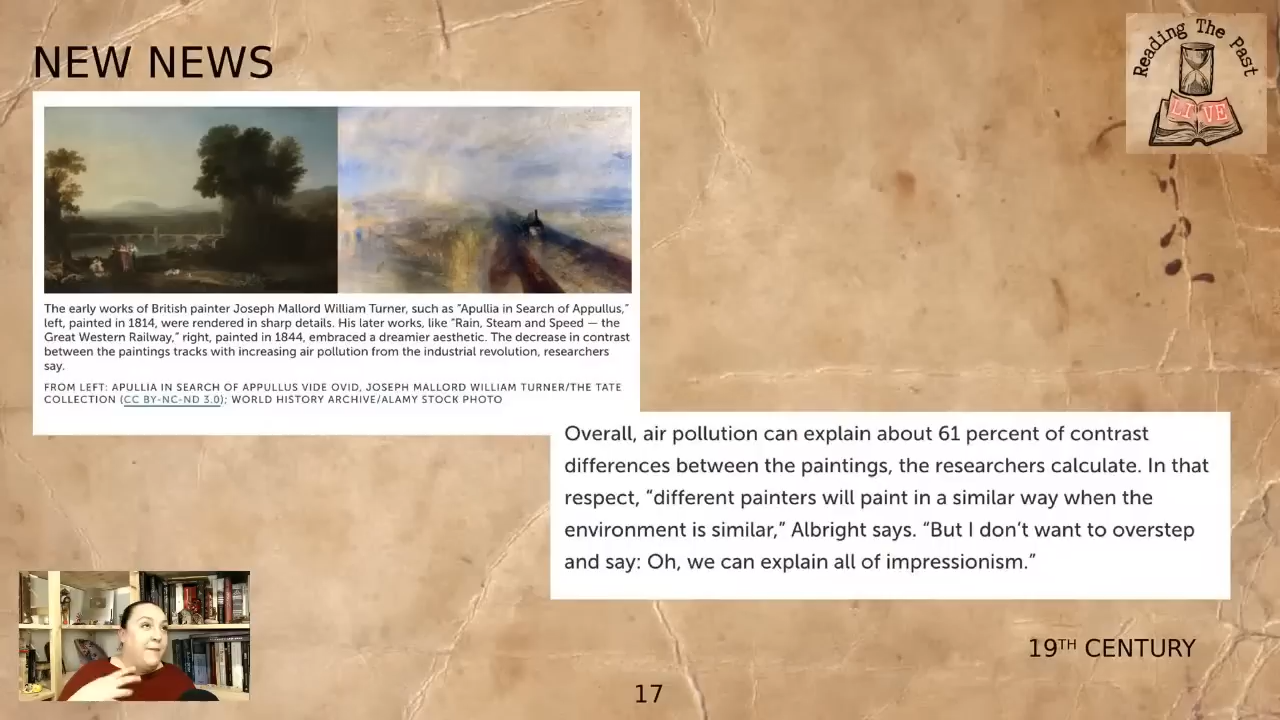 NEW NEWS
Reading The Past
LIVE
The early works of British painter Joseph Mallord William Turner, such as “Apullia in Search of Appullus,”
left, painted in 1814, were rendered in sharp details. His later works, like “Rain, Steam and Speed — the
Great Western Railway,” right, painted in 1844, embraced a dreamier aesthetic. The decrease in contrast
between the paintings tracks with increasing air pollution from the industrial revolution, researchers
say.
FROM LEFT: APULLIA IN SEARCH OF APPULLUS VIDE OVID, JOSEPH MALLORD WILLIAM TURNER/THE TATE
COLLECTION (CC BY-NC-ND 3.0); WORLD HISTORY ARCHIVE/ALAMY STOCK PHOTO
Overall, air pollution can explain about 61 percent of contrast
differences between the paintings, the researchers calculate. In that
respect, “different painters will paint in a similar way when the
environment is similar,” Albright says. “But I don’t want to overstep
and say: Oh, we can explain all of impressionism.”
19TH CENTURY
17